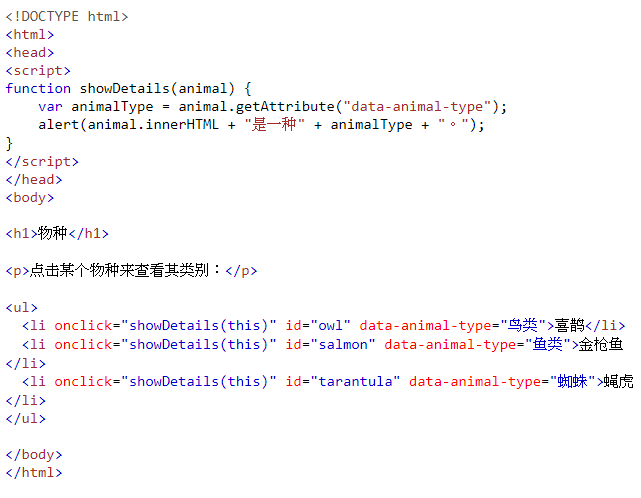 <!DOCTYPE html>
<html>
<head>
<script>
function showDetails(animal) {
    var animalType = animal.getAttribute("data-animal-type");
    alert(animal.innerHTML + "是一种" + animalType + "。");
}
</script>
</head>
<body>
<h1>物种</h1>
<p>点击某个物种来查看其类别：</p>
<ul>
  <li onclick="showDetails(this)" id="owl" data-animal-type="鸟类">喜鹊</li>
  <li onclick="showDetails(this)" id="salmon" data-animal-type="鱼类">金枪鱼
</li>
  <li onclick="showDetails(this)" id="tarantula" data-animal-type="蜘蛛">蝇虎
</li>
</ul>
</body>
</html>